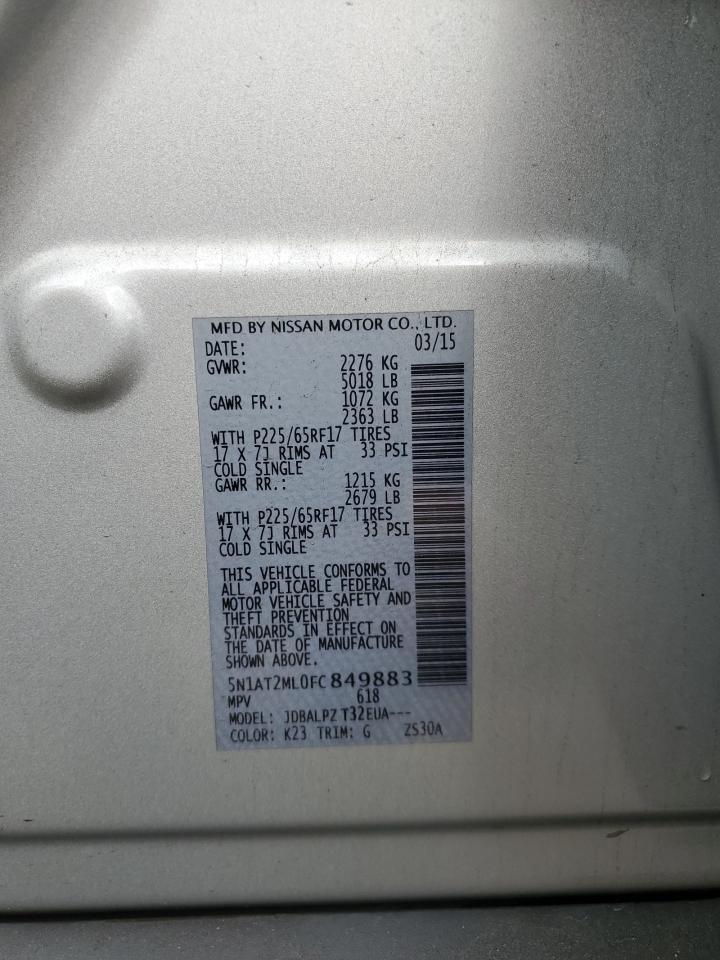 MFD BY NISSAN MOTOR CO., LTD.
DATE: 03/15
GVWR: 2276 KG
5018 LB
GAWR FR.: 1072 KG
2363 LB
WITH P225/65RF17 TIRES
17 X 7J RIMS AT 33 PSI
COLD SINGLE
GAWR RR.: 1215 KG
2679 LB
WITH P225/65RF17 TIRES
17 X 7J RIMS AT 33 PSI
COLD SINGLE
THIS VEHICLE CONFORMS TO
ALL APPLICABLE FEDERAL
MOTOR VEHICLE SAFETY AND
THEFT PREVENTION
STANDARDS IN EFFECT ON
THE DATE OF MANUFACTURE
SHOWN ABOVE.
5N1AT2ML0FC849883
MPV 618
MODEL: JDBALPZ T32EUA---
COLOR: K23 TRIM: G ZS30A